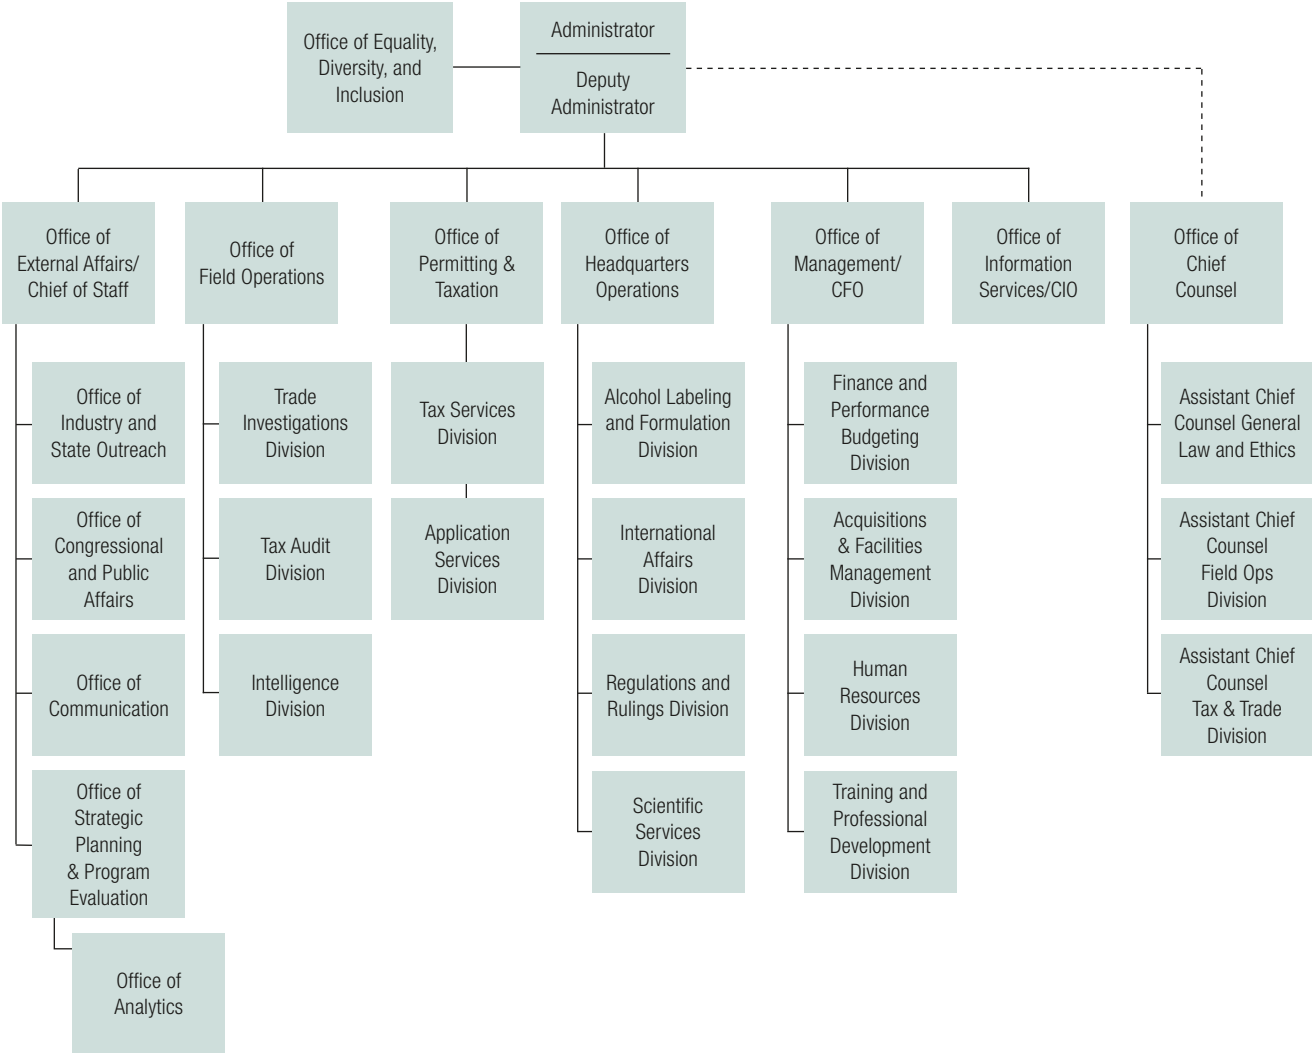 Office of Equality,
Diversity, and
Inclusion
Administrator
Deputy
Administrator
Office of
External Affairs/
Chief of Staff
Office of
Field Operations
Office of
Permitting &
Taxation
Office of
Headquarters
Operations
Office of
Management/
CFO
Office of
Information
Services/CIO
Office of
Chief
Counsel
Office of
Industry and
State Outreach
Office of
Congressional
and Public
Affairs
Office of
Communication
Office of
Strategic
Planning
& Program
Evaluation
Office of
Analytics
Trade
Investigations
Division
Tax Audit
Division
Intelligence
Division
Tax Services
Division
Application
Services
Division
Alcohol Labeling
and Formulation
Division
International
Affairs
Division
Regulations and
Rulings Division
Scientific
Services
Division
Finance and
Performance
Budgeting
Division
Acquisitions
& Facilities
Management
Division
Human
Resources
Division
Training and
Professional
Development
Division
Assistant Chief
Counsel General
Law and Ethics
Assistant Chief
Counsel
Field Ops
Division
Assistant Chief
Counsel
Tax & Trade
Division